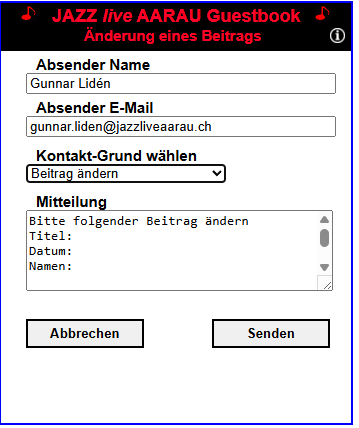 JAZZ live AARAU Guestbook
Änderung eines Beitrags
Absender Name
Gunnar Lidén
Absender E-Mail
gunnar.liden@jazzliveaarau.ch
Kontakt-Grund wählen
Beitrag ändern
Mitteilung
Bitte folgender Beitrag ändern
Titel:
Datum:
Namen:
Abbrechen Senden